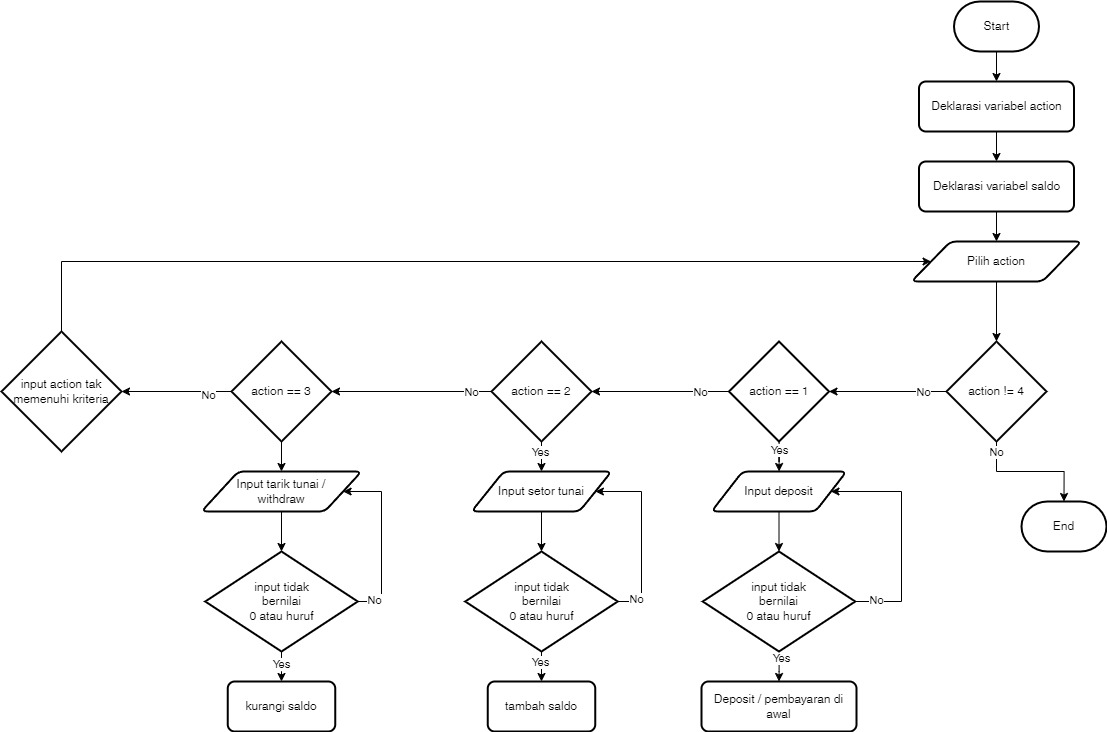 Start
Deklarasi variabel action
Deklarasi variabel saldo
Pilih action
input action tak
memenuhi kriteria
No
action == 3
No
action == 2
No
action == 1
No
action != 4
Yes
Yes
No
Input tarik tunai /
withdraw
Input setor tunai
Input deposit
End
input tidak
bernilai
0 atau huruf
No
input tidak
bernilai
0 atau huruf
No
input tidak
bernilai
0 atau huruf
No
Yes
Yes
Yes
kurangi saldo
tambah saldo
Deposit / pembayaran di
awal